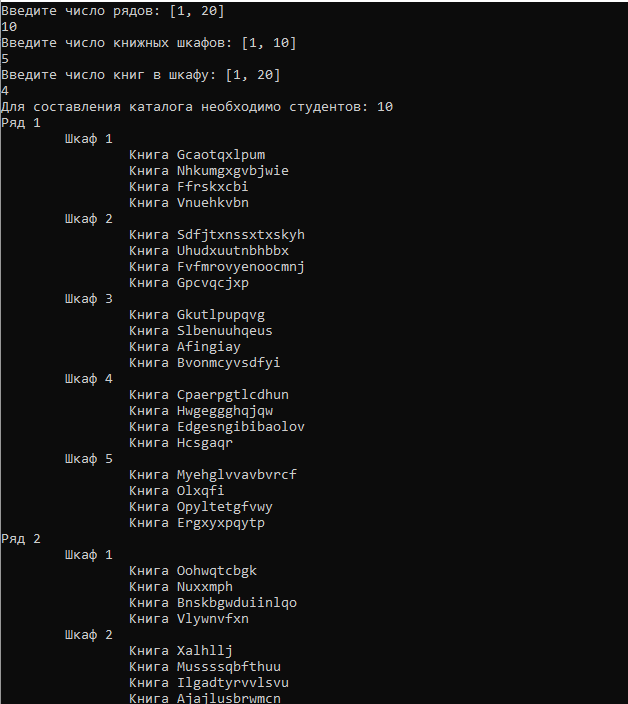 Введите число рядов: [1, 20]
10
Введите число книжных шкафов: [1, 10]
5
Введите число книг в шкафу: [1, 20]
4
Для составления каталога необходимо студентов: 10
Ряд 1
Шкаф 1
Книга Gcaotqxlpum
Книга Nhkumgxgvbjwie
Книга Ffrskxcbi
Книга Vnuehkvbn
Шкаф 2
Книга Sdfjtxnssxtxskyh
Книга Uhudxuutnbhbbx
Книга Fvfmrovyenoocmnj
Книга Gpcvqcjxp
Шкаф 3
Книга Gkutlpupqvg
Книга Slbenuuhqeus
Книга Afingiay
Книга Bvonmcyvsdfyi
Шкаф 4
Книга Cpaerpgtlcdhun
Книга Hwgeggghqjqw
Книга Edgesngibibaolov
Книга Hcsgaqr
Шкаф 5
Книга Myehglvvavbvrcf
Книга Olxqfi
Книга Opyltetgfvwy
Книга Ergxyxpqytp
Ряд 2
Шкаф 1
Книга Oohwqtcbgk
Книга Nuxxmph
Книга Bnskbgwduiinlqo
Книга Vlywnvfxn
Шкаф 2
Книга Xalhllj
Книга Mussssqbfthuu
Книга Ilgadtyrvvlsvu
Книга Ajajlusbrwmcn